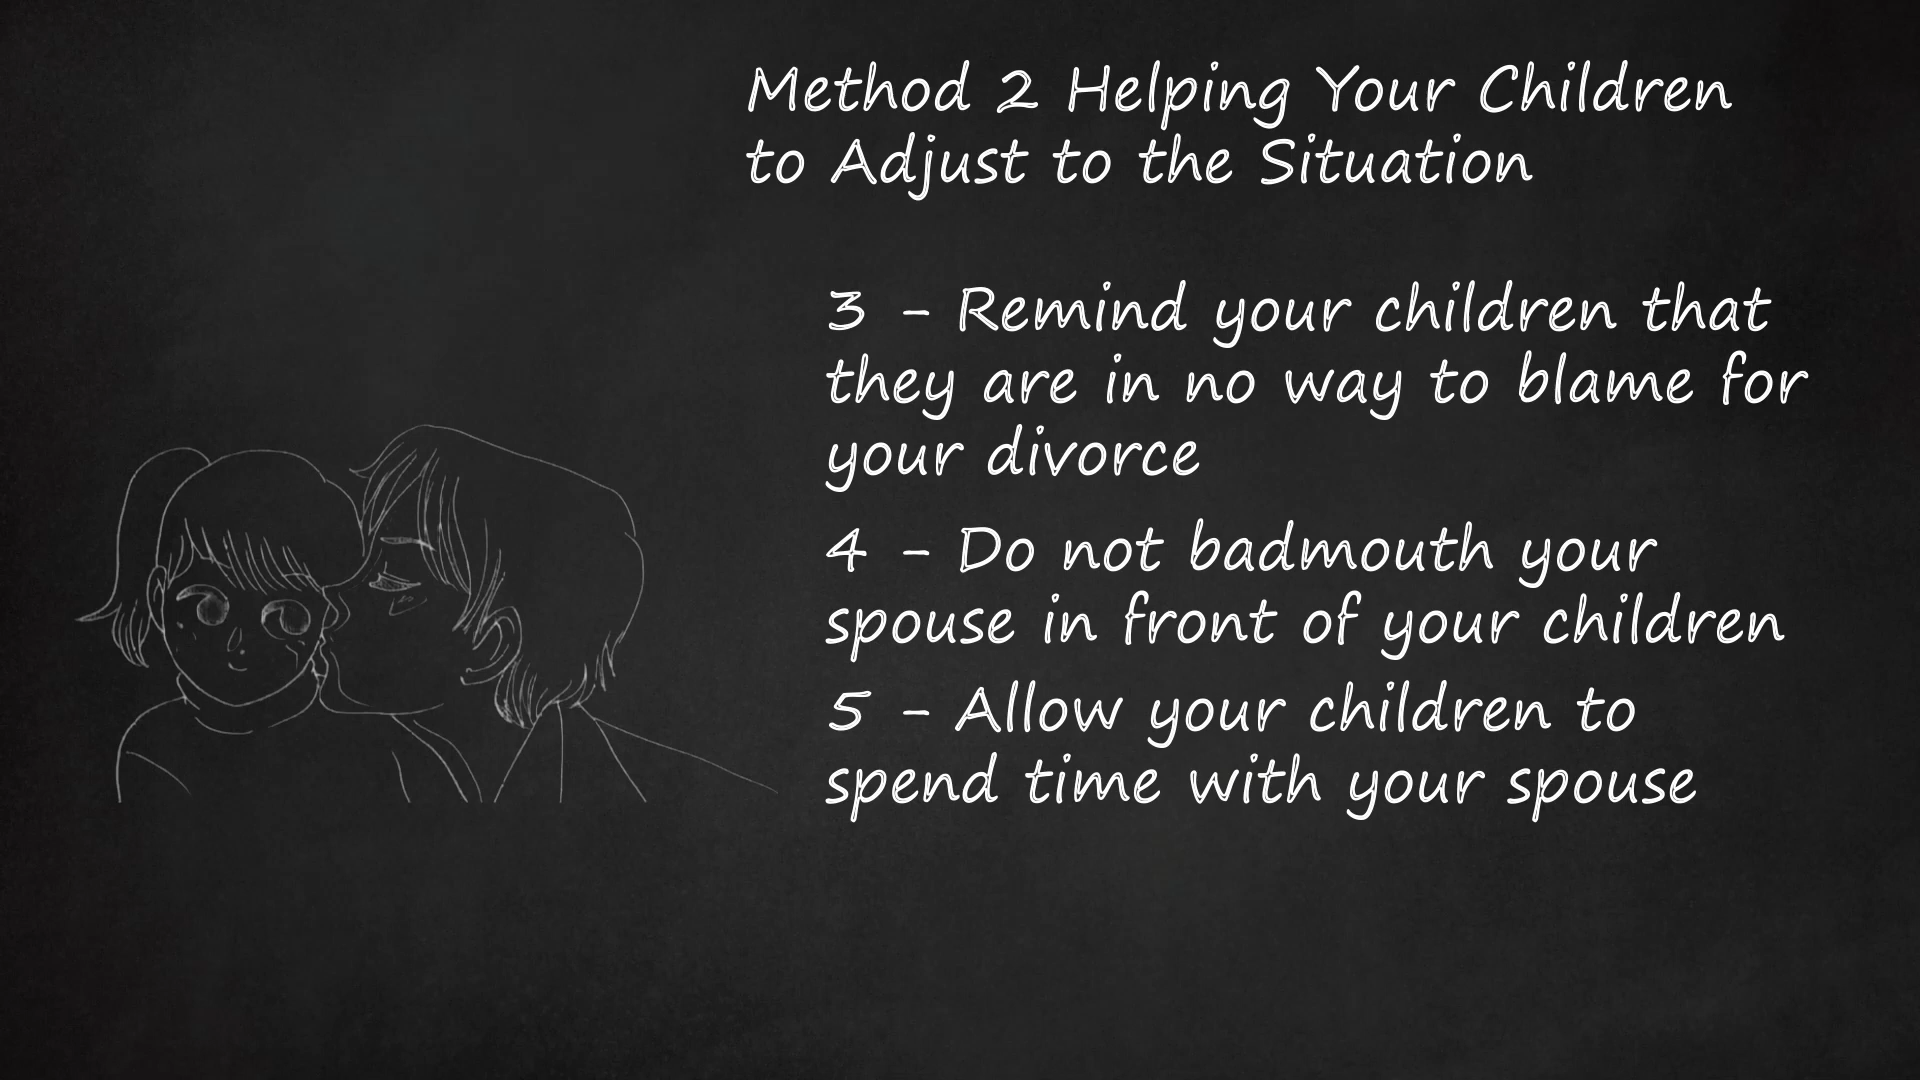 Method 2 Helping Your Children
to Adjust to the Situation
3 - Remind your children that
they are in no way to blame for
your divorce
4 - Do not badmouth your
spouse in front of your children
5 - Allow your children to
spend time with your spouse